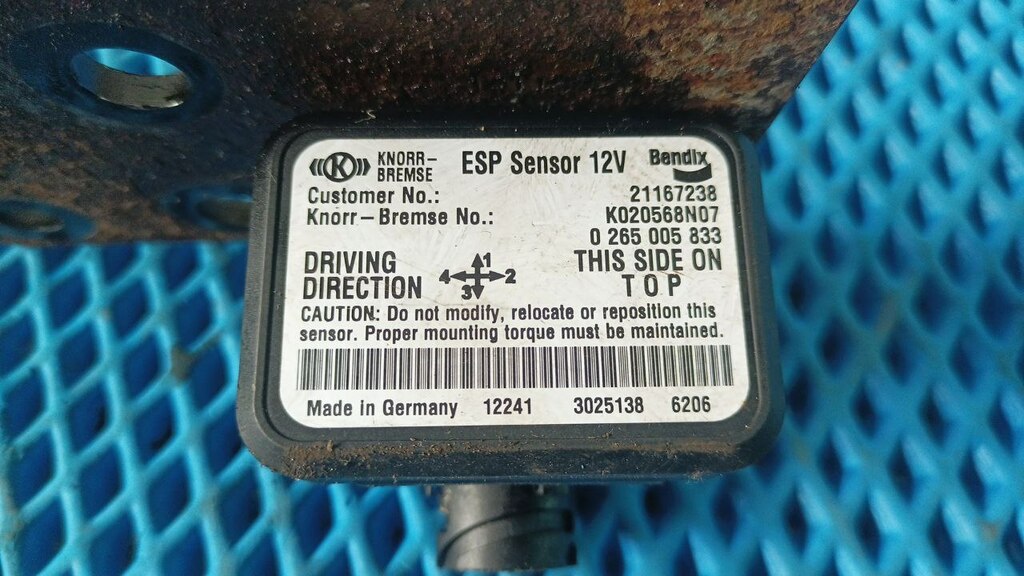 K KNORR-BREMSE ESP Sensor 12V Bendix
Customer No.: 21167238
Knorr-Bremse No.: K020568N07
0 265 005 833
DRIVING DIRECTION 1 2 3 4 THIS SIDE ON TOP
CAUTION: Do not modify, relocate or reposition this
sensor. Proper mounting torque must be maintained.
Made in Germany 12241 3025138 6206